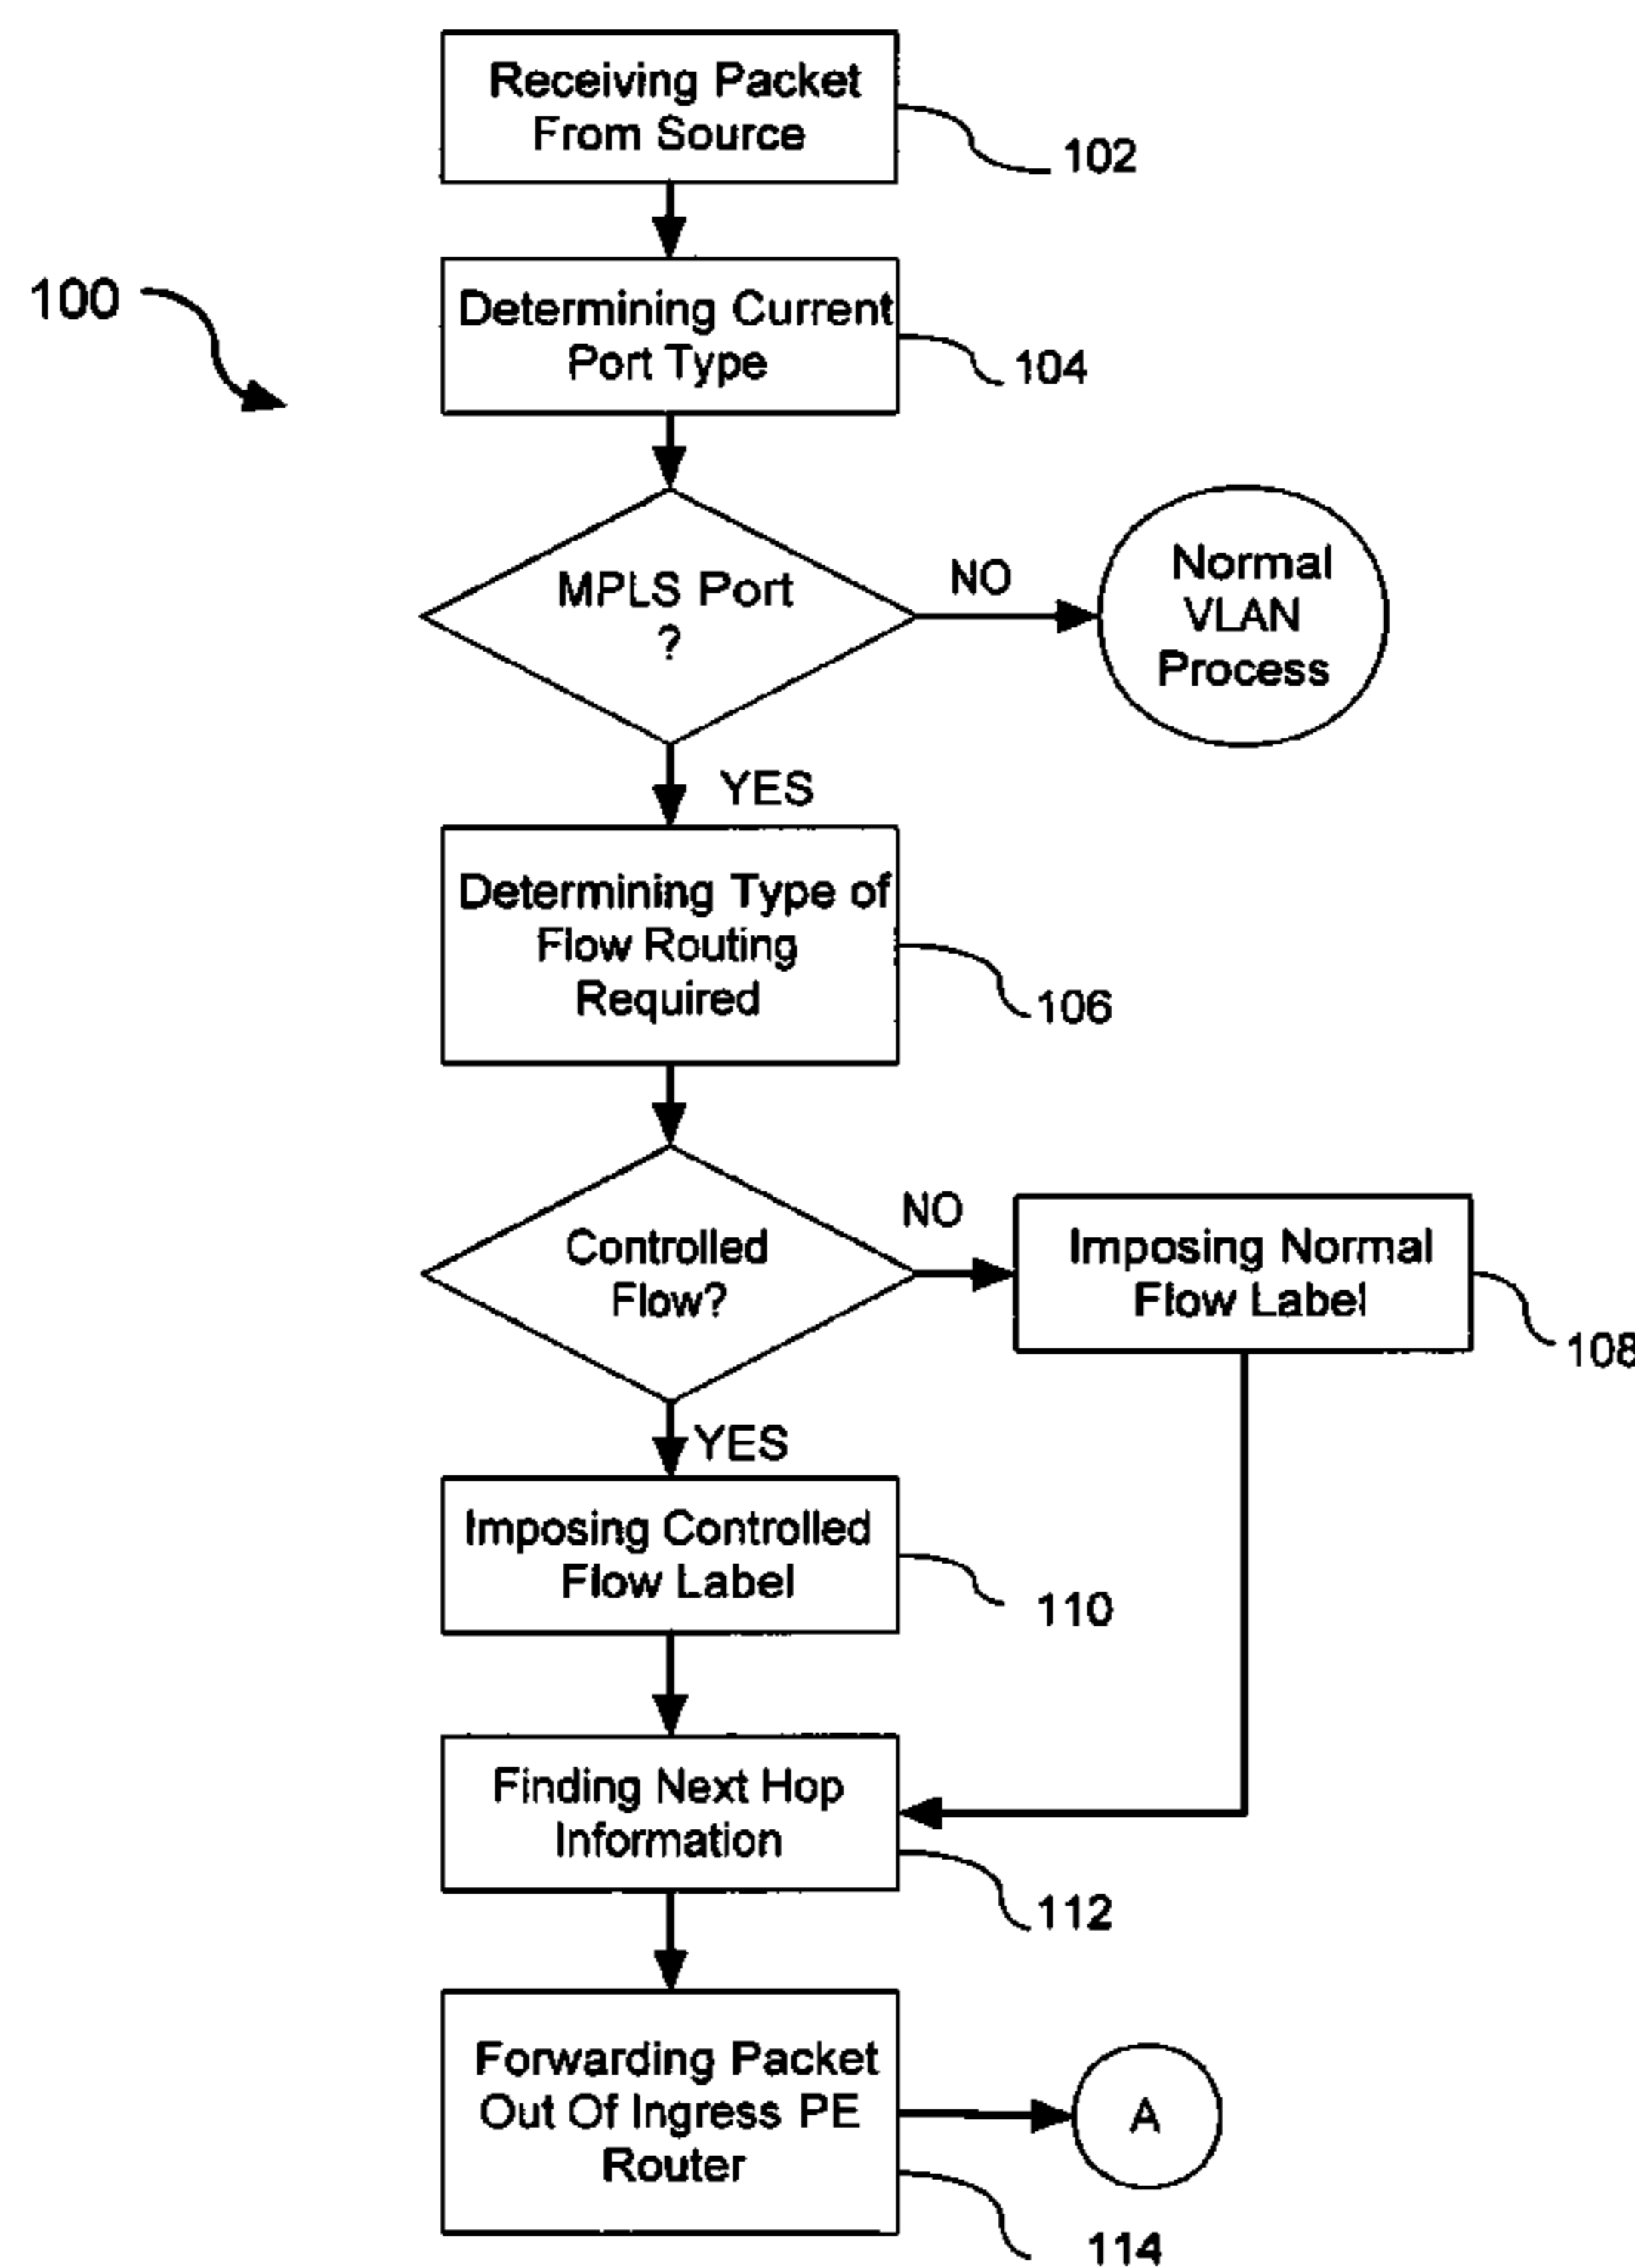 Receiving Packet
From Source
102
100
Determining Current
Port Type
104
MPLS Port
?
NO
Normal
VLAN
Process
YES
Determining Type of
Flow Routing
Required
106
Controlled
Flow?
NO
Imposing Normal
Flow Label
108
YES
Imposing Controlled
Flow Label
110
Finding Next Hop
Information
112
Forwarding Packet
Out Of Ingress PE
Router
A
114